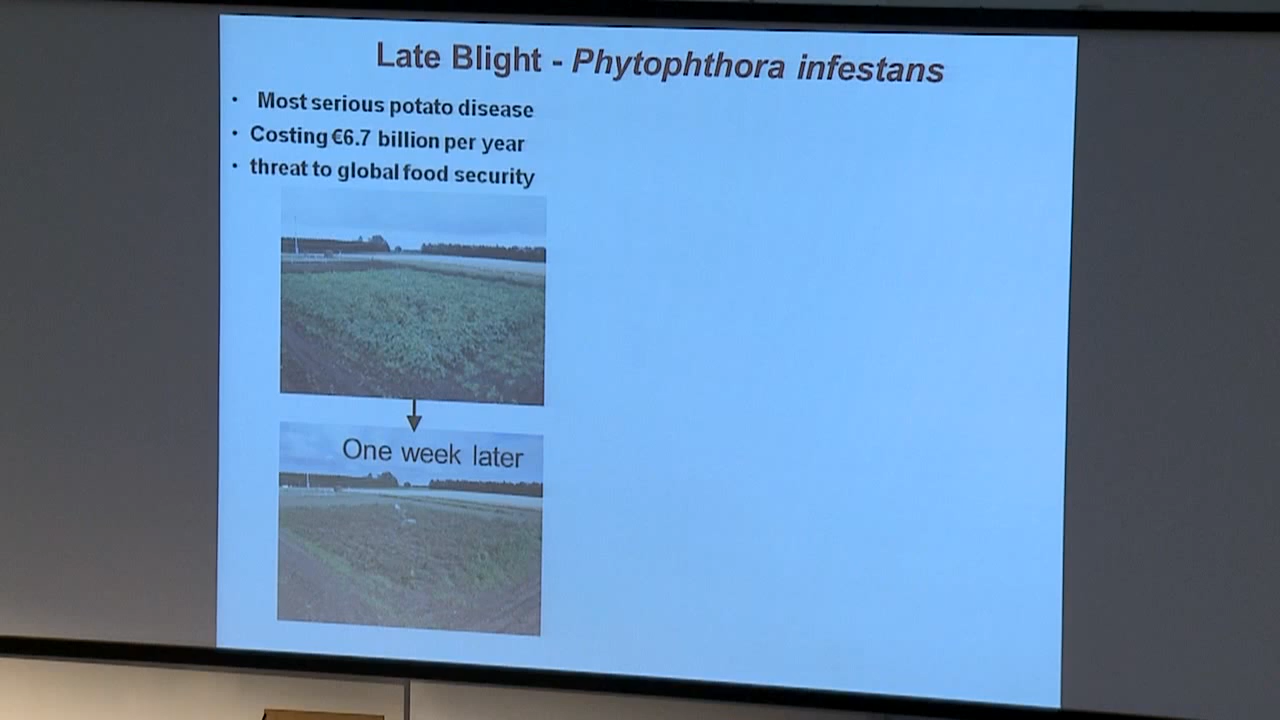 Late Blight - Phytophthora infestans
• Most serious potato disease
• Costing €6.7 billion per year
• threat to global food security
One week later